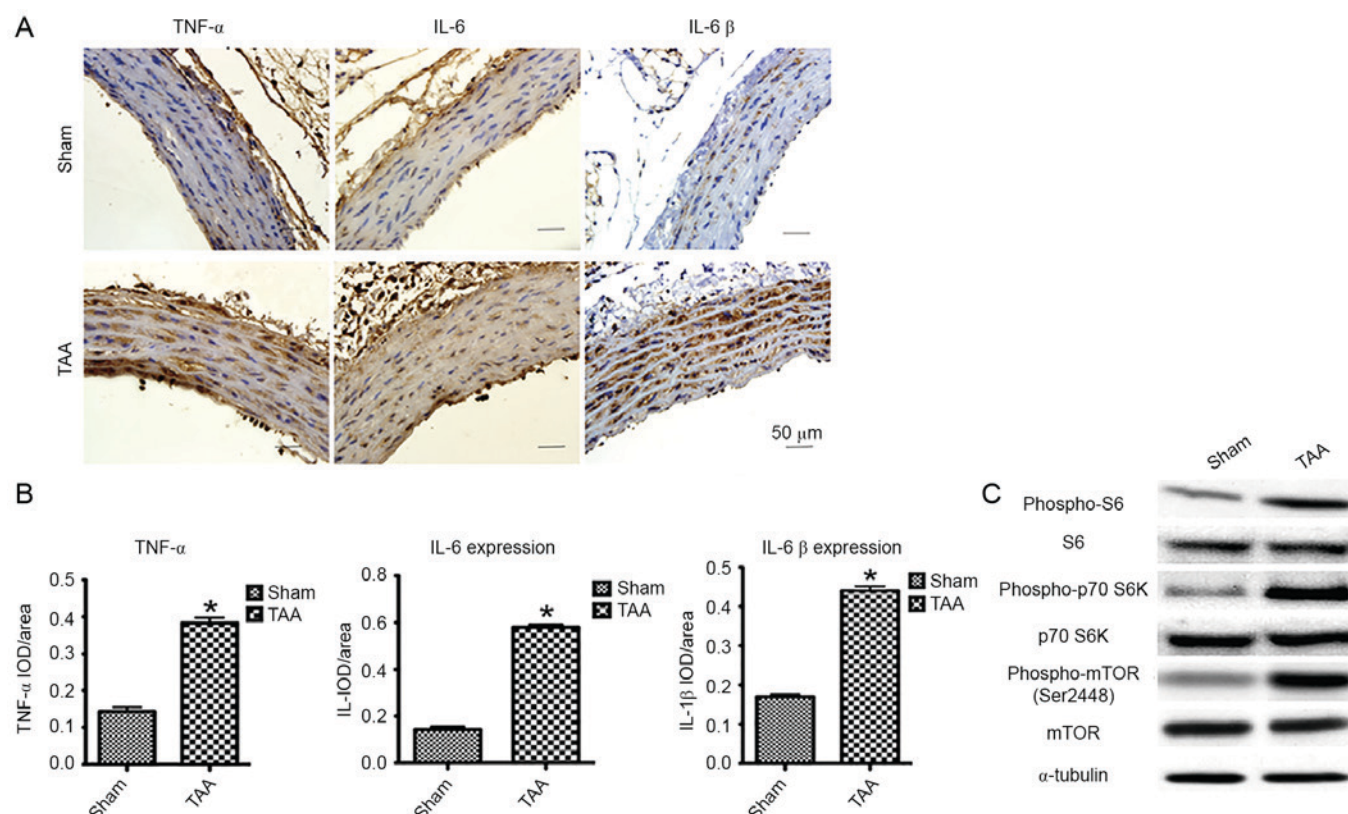 A
TNF-α
IL-6
IL-6 β
Sham
TAA
50 μm
B
TNF-α
TNF-α IOD/area
0.5
0.4
0.3
0.2
0.1
0.0
Sham
TAA
Sham
TAA
*
IL-6 expression
IL-IOD/area
0.8
0.6
0.4
0.2
0.0
Sham
TAA
Sham
TAA
*
IL-6 β expression
IL-1β IOD/area
0.5
0.4
0.3
0.2
0.1
0.0
Sham
TAA
Sham
TAA
*
C
Sham
TAA
Phospho-S6
S6
Phospho-p70 S6K
p70 S6K
Phospho-mTOR
(Ser2448)
mTOR
α-tubulin